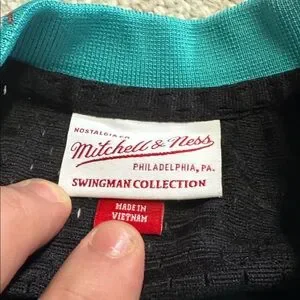 NOSTALGIA CO.
Mitchell & Ness
PHILADELPHIA, PA.
SWINGMAN COLLECTION
MADE IN
VIETNAM